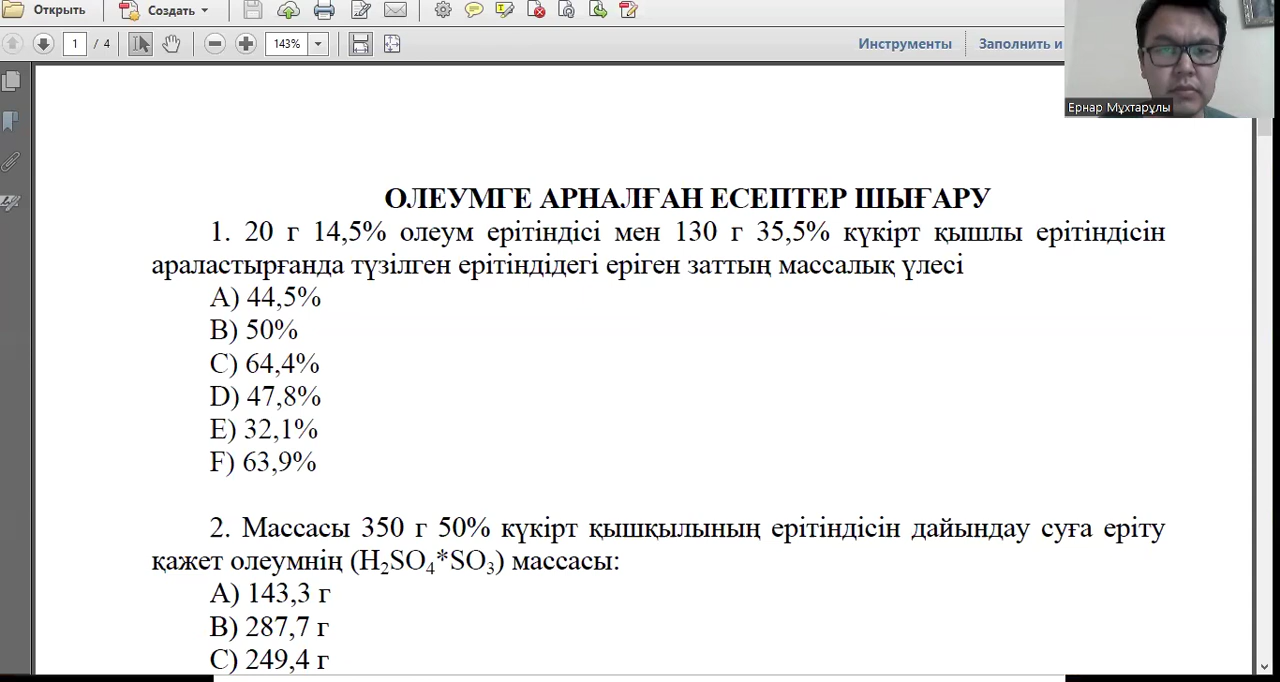 Открыть
Создать
1 / 4
143%
Инструменты
Заполнить и
Ернар Мұхтарұлы
ОЛЕУМГЕ АРНАЛҒАН ЕСЕПТЕР ШЫҒАРУ
1. 20 г 14,5% олеум ерітіндісі мен 130 г 35,5% күкірт қышлы ерітіндісін
араластырғанда түзілген ерітіндідегі еріген заттың массалық үлесі
A) 44,5%
B) 50%
C) 64,4%
D) 47,8%
E) 32,1%
F) 63,9%
2. Массасы 350 г 50% күкірт қышқылының ерітіндісін дайындау суға еріту
қажет олеумнің (H₂SO₄*SO₃) массасы:
A) 143,3 г
B) 287,7 г
C) 249,4 г